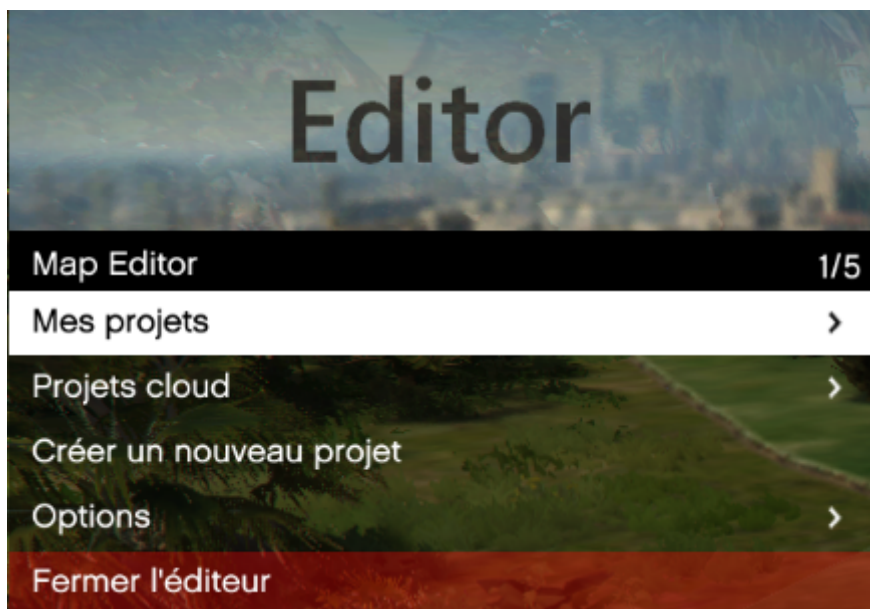 Editor
Map Editor 1/5
Mes projets
Projets cloud
Créer un nouveau projet
Options
Fermer l'éditeur